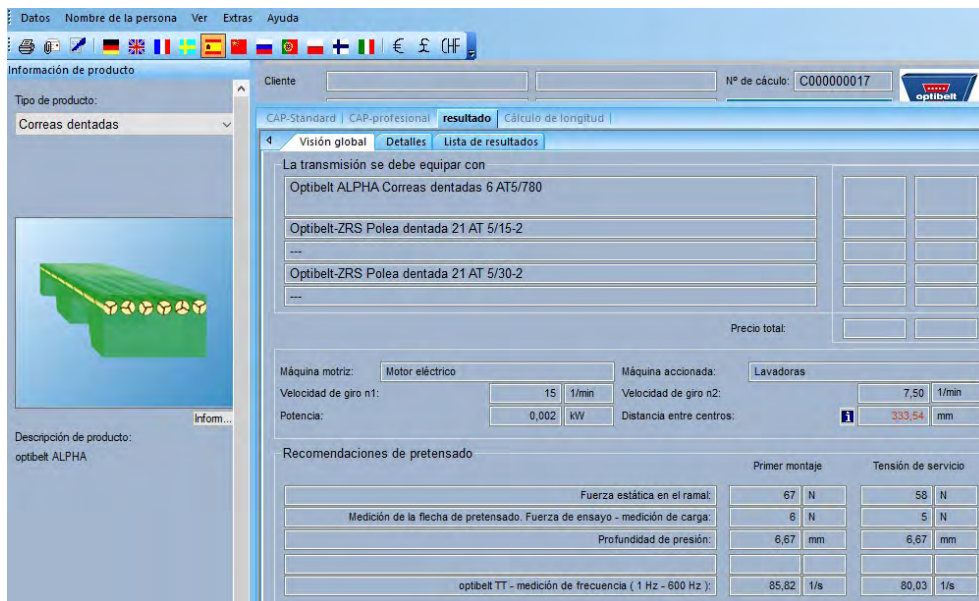 Datos Nombre de la persona Ver Extras Ayuda
€ £ CHF
Información de producto
Tipo de producto:
Correas dentadas
Inform...
Descripción de producto:
optibelt ALPHA
Cliente
Nº de cáculo: C000000017
optibelt
CAP-Standard CAP-profesional resultado Cálculo de longitud
Visión global Detalles Lista de resultados
La transmisión se debe equipar con
Optibelt ALPHA Correas dentadas 6 AT5/780
Optibelt-ZRS Polea dentada 21 AT 5/15-2
---
Optibelt-ZRS Polea dentada 21 AT 5/30-2
---
Precio total:
Máquina motriz: Motor eléctrico Máquina accionada: Lavadoras
Velocidad de giro n1: 15 1/min Velocidad de giro n2: 7,50 1/min
Potencia: 0,002 kW Distancia entre centros: i 333,54 mm
Recomendaciones de pretensado
Primer montaje Tensión de servicio
Fuerza estática en el ramal: 67 N 58 N
Medición de la flecha de pretensado. Fuerza de ensayo - medición de carga: 6 N 5 N
Profundidad de presión: 6,67 mm 6,67 mm
optibelt TT - medición de frecuencia ( 1 Hz - 600 Hz ): 85,82 1/s 80,03 1/s